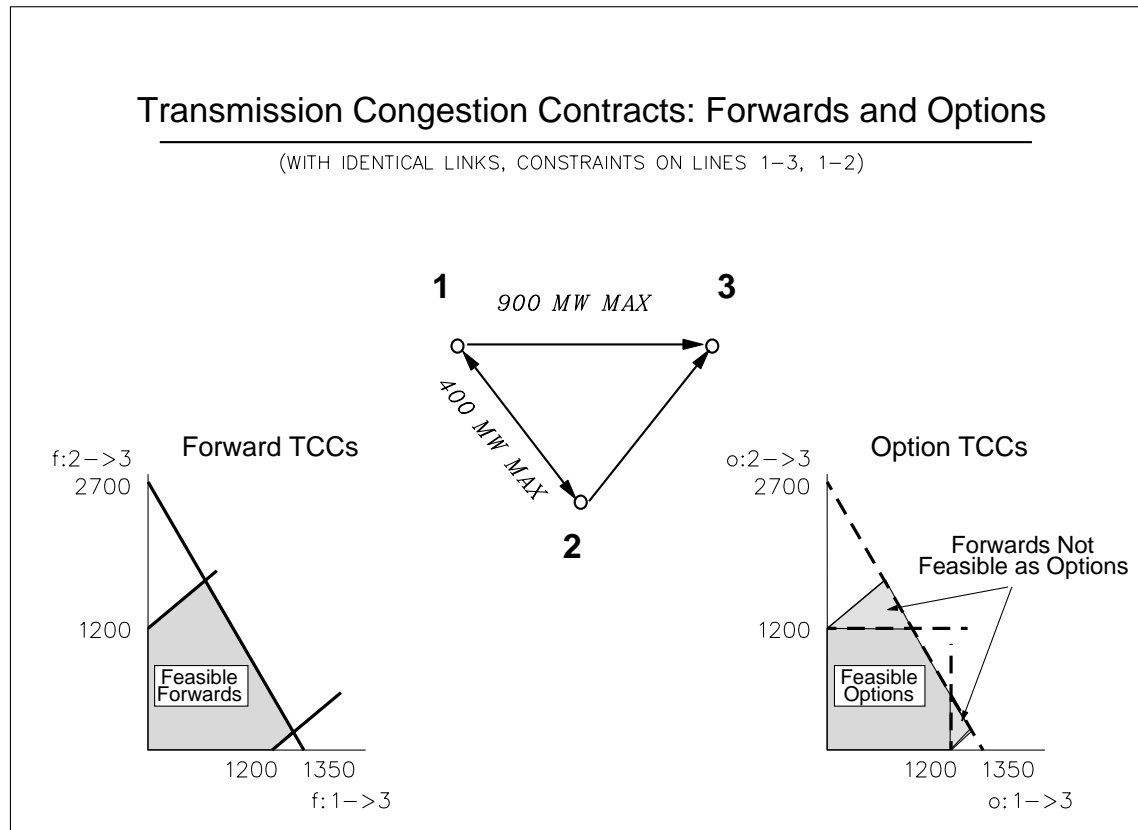 Transmission Congestion Contracts: Forwards and Options
(WITH IDENTICAL LINKS, CONSTRAINTS ON LINES 1-3, 1-2)
1
3
900 MW MAX
400 MW MAX
2
Forward TCCs
f:2->3
2700
1200
Feasible
Forwards
1200
1350
f:1->3
Option TCCs
o:2->3
2700
Forwards Not
Feasible as Options
1200
Feasible
Options
1200
1350
o:1->3